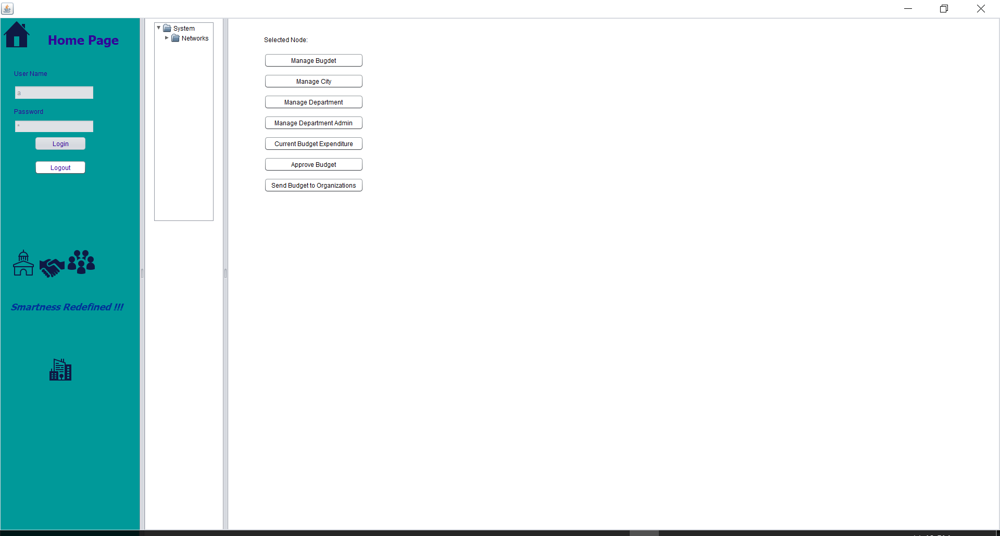 Home Page
User Name
a
Password
*
Login
Logout
Smartness Redefined !!!
System
Networks
Selected Node:
Manage Bugdet
Manage City
Manage Department
Manage Department Admin
Current Budget Expenditure
Approve Budget
Send Budget to Organizations